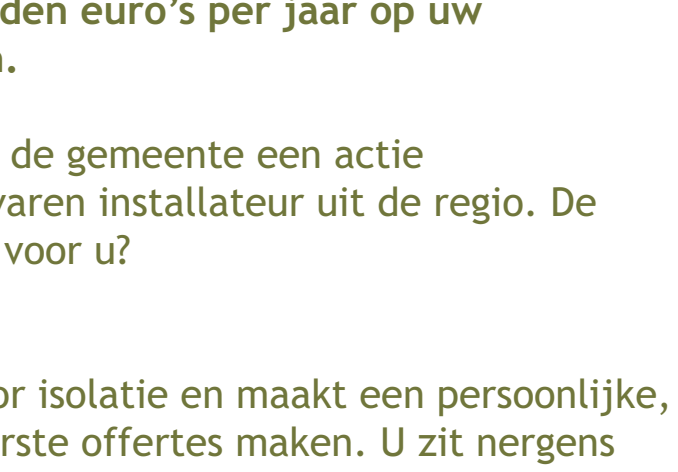 den euro’s per jaar op uw
de gemeente een actie
varen installateur uit de regio. De
voor u?
or isolatie en maakt een persoonlijke,
rste offertes maken. U zit nergens